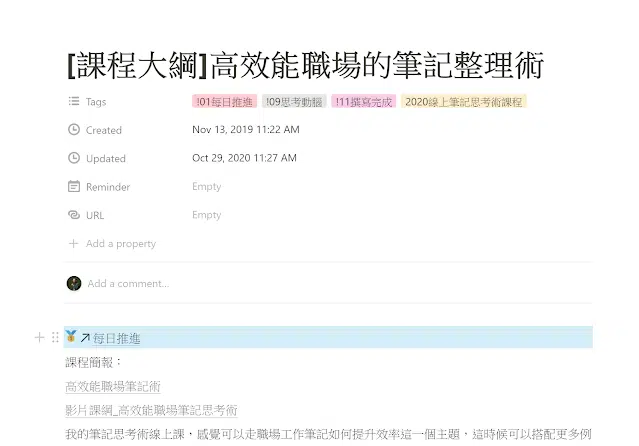 [課程大綱]高效能職場的筆記整理術
Tags !01每日推進 !09思考動腦 !11撰寫完成 2020線上筆記思考術課程
Created Nov 13, 2019 11:22 AM
Updated Oct 29, 2020 11:27 AM
Reminder Empty
URL Empty
Add a property
Add a comment...
每日推進
課程簡報：
高效能職場筆記術
影片課綱_高效能職場筆記思考術
我的筆記思考術線上課，感覺可以走職場工作筆記如何提升效率這一個主題，這時候可以搭配更多例